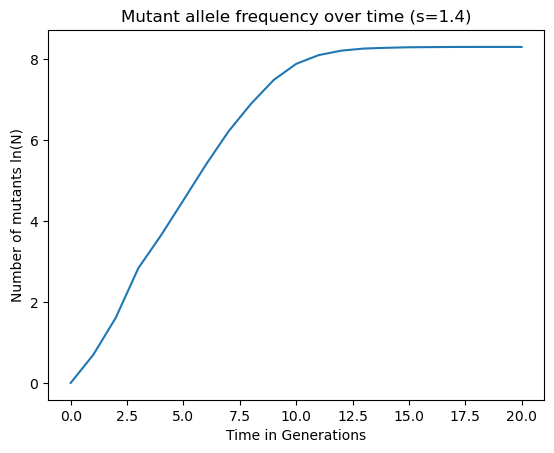 Mutant allele frequency over time (s=1.4)
Number of mutants ln(N)
8
6
4
2
0
0.0 2.5 5.0 7.5 10.0 12.5 15.0 17.5 20.0
Time in Generations